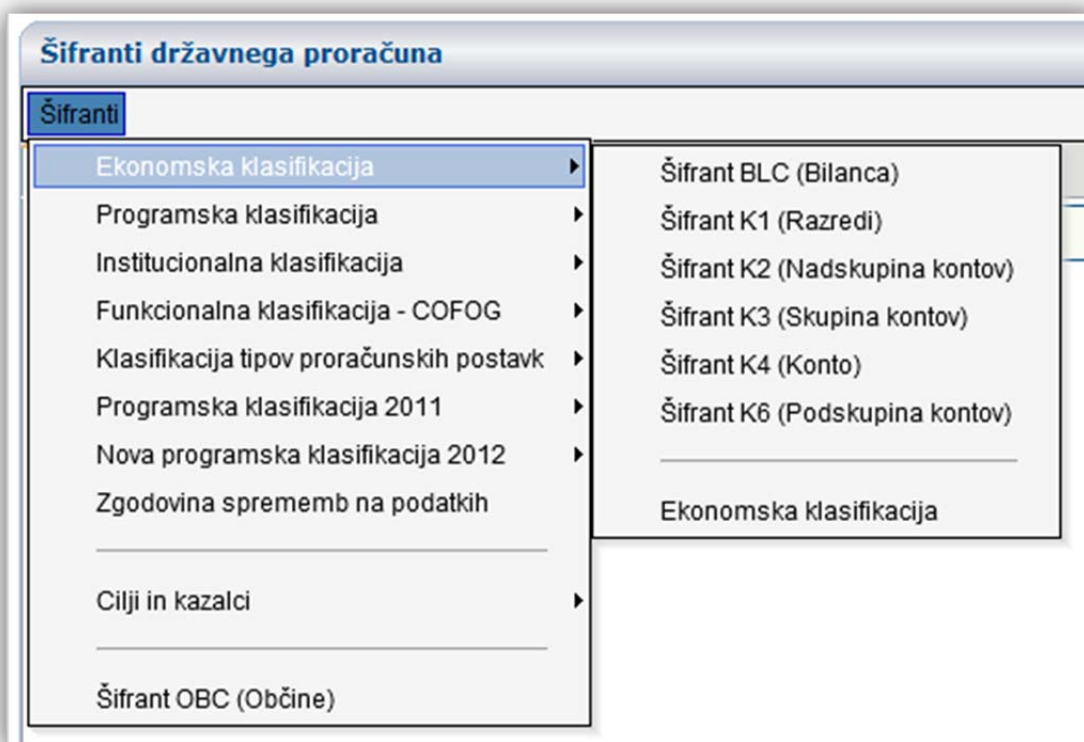 Šifranti državnega proračuna
Šifranti
Ekonomska klasifikacija
Programska klasifikacija
Institucionalna klasifikacija
Funkcionalna klasifikacija - COFOG
Klasifikacija tipov proračunskih postavk
Programska klasifikacija 2011
Nova programska klasifikacija 2012
Zgodovina sprememb na podatkih
Cilji in kazalci
Šifrant OBC (Občine)
Šifrant BLC (Bilanca)
Šifrant K1 (Razredi)
Šifrant K2 (Nadskupina kontov)
Šifrant K3 (Skupina kontov)
Šifrant K4 (Konto)
Šifrant K6 (Podskupina kontov)
Ekonomska klasifikacija